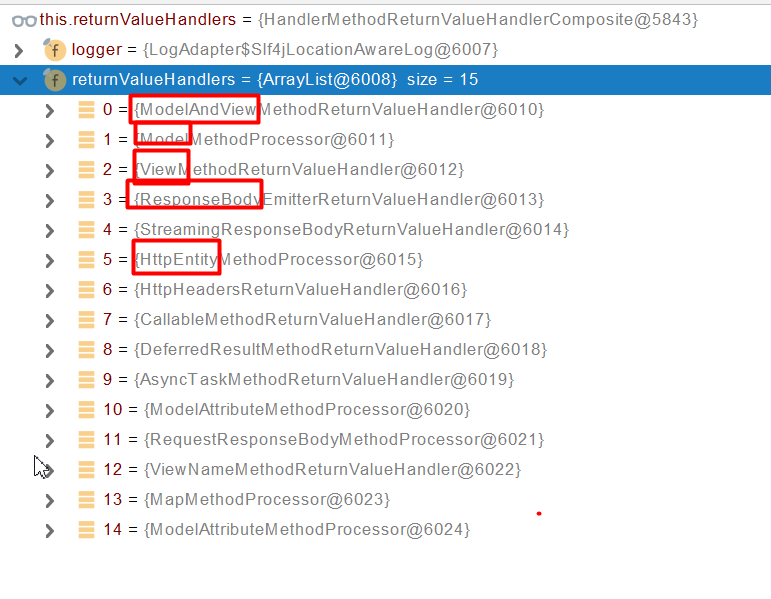 this.returnValueHandlers = {HandlerMethodReturnValueHandlerComposite@5843}
f logger = {LogAdapter$Slf4jLocationAwareLog@6007}
f returnValueHandlers = {ArrayList@6008} size = 15
0 = {ModelAndViewMethodReturnValueHandler@6010}
1 = {ModelMethodProcessor@6011}
2 = {ViewMethodReturnValueHandler@6012}
3 = {ResponseBodyEmitterReturnValueHandler@6013}
4 = {StreamingResponseBodyReturnValueHandler@6014}
5 = {HttpEntityMethodProcessor@6015}
6 = {HttpHeadersReturnValueHandler@6016}
7 = {CallableMethodReturnValueHandler@6017}
8 = {DeferredResultMethodReturnValueHandler@6018}
9 = {AsyncTaskMethodReturnValueHandler@6019}
10 = {ModelAttributeMethodProcessor@6020}
11 = {RequestResponseBodyMethodProcessor@6021}
12 = {ViewNameMethodReturnValueHandler@6022}
13 = {MapMethodProcessor@6023}
14 = {ModelAttributeMethodProcessor@6024}